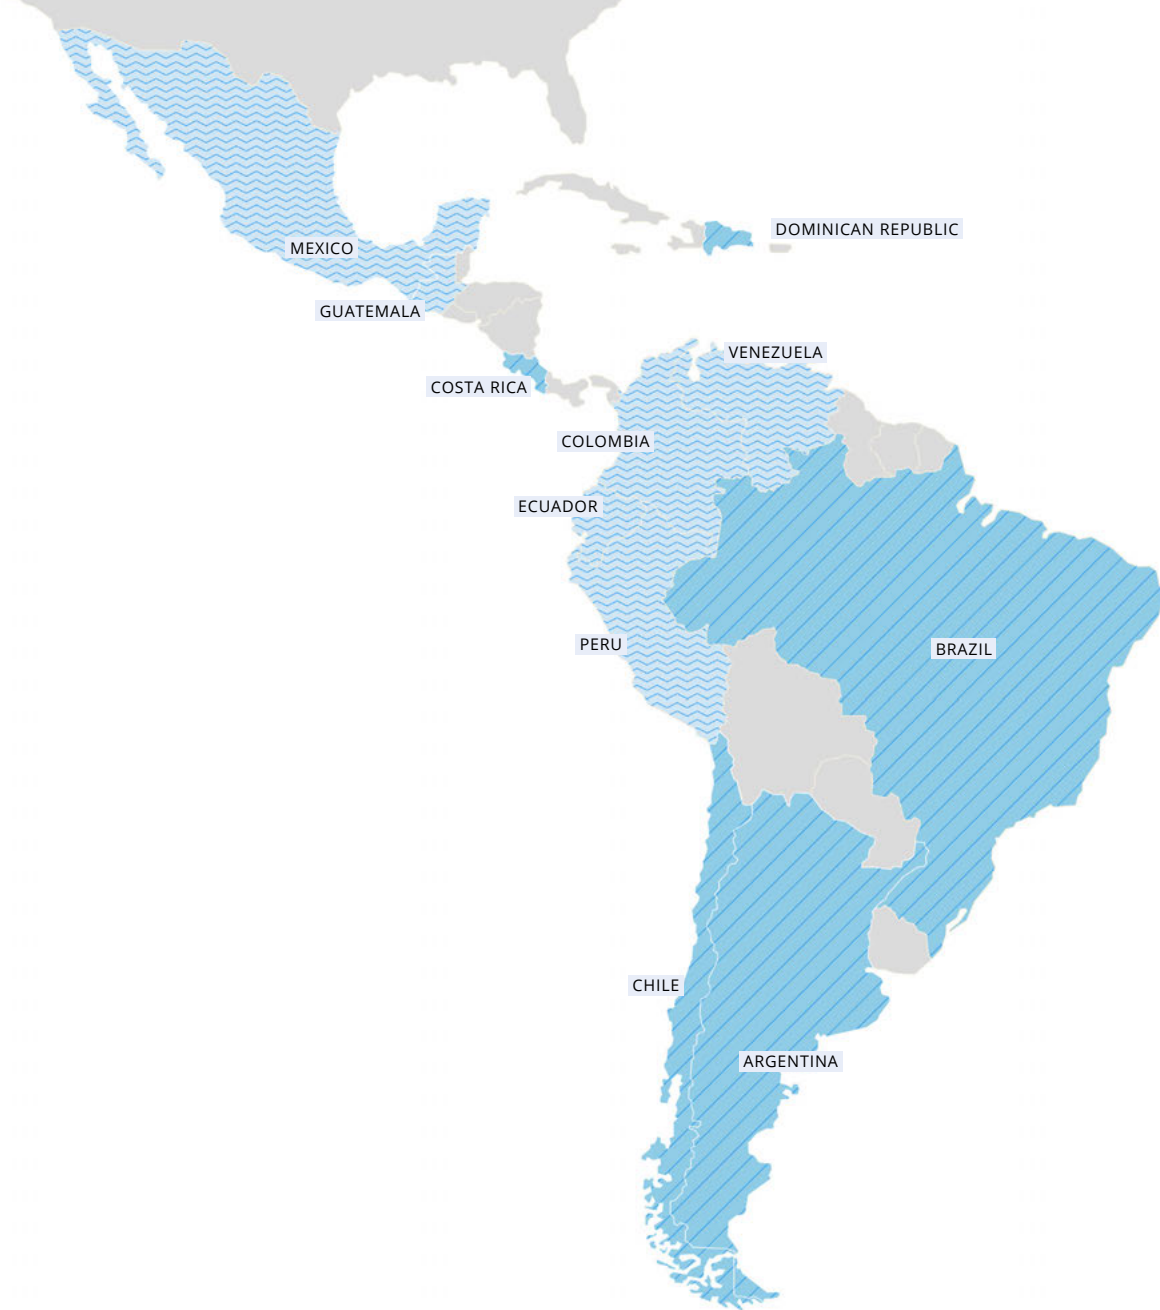 DOMINICAN REPUBLIC
MEXICO
GUATEMALA
VENEZUELA
COSTA RICA
COLOMBIA
ECUADOR
PERU
BRAZIL
CHILE
ARGENTINA